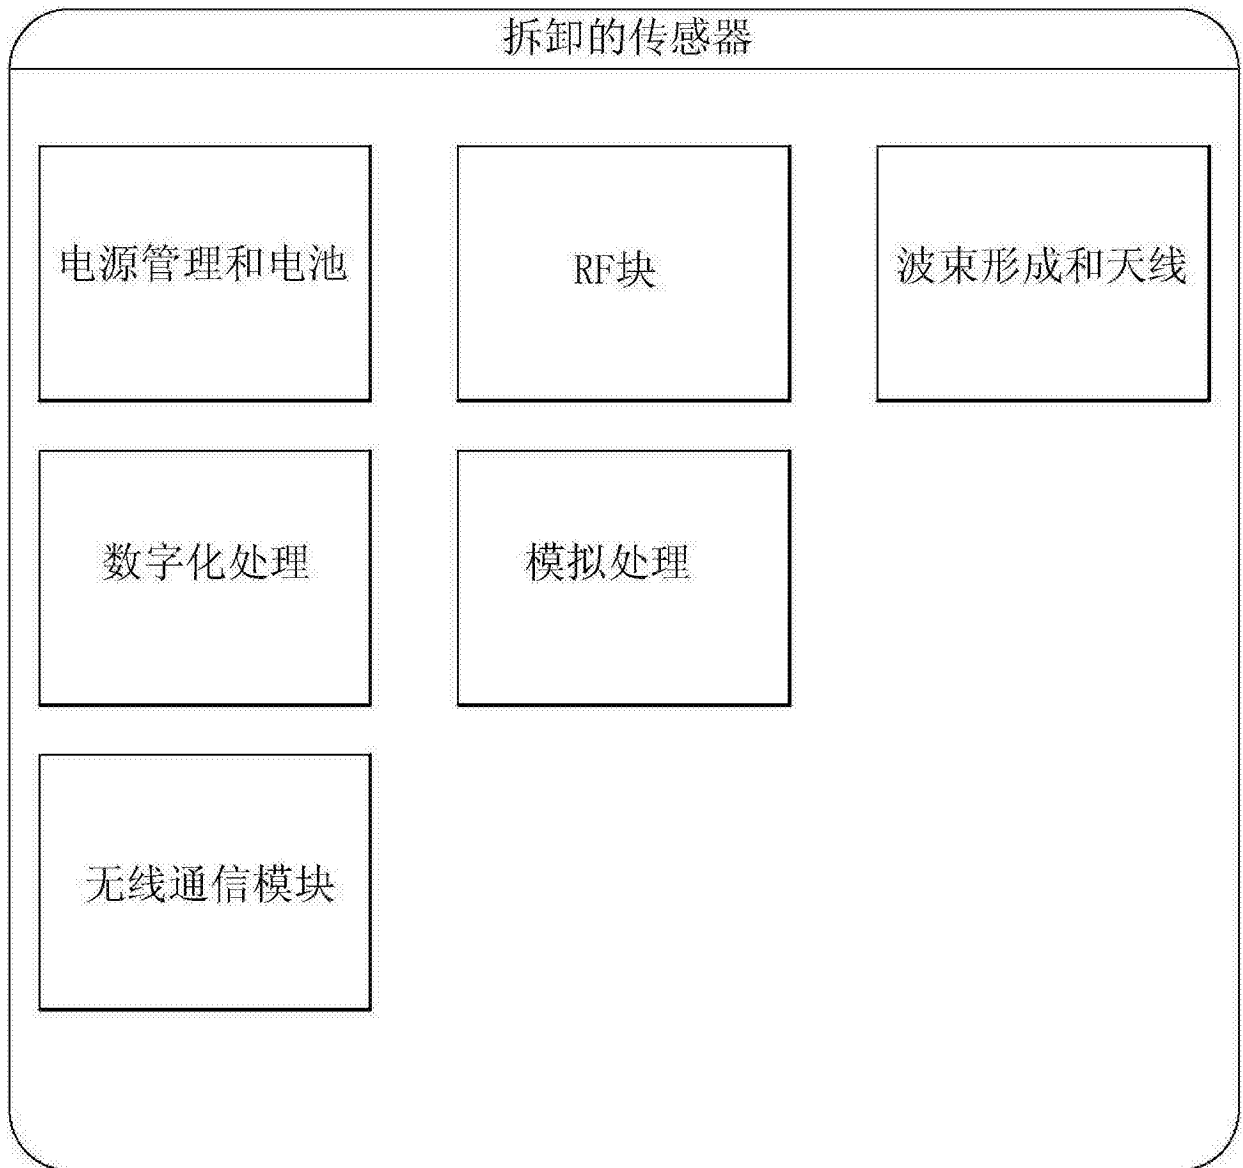 拆卸的传感器
电源管理和电池
RF块
波束形成和天线
数字化处理
模拟处理
无线通信模块